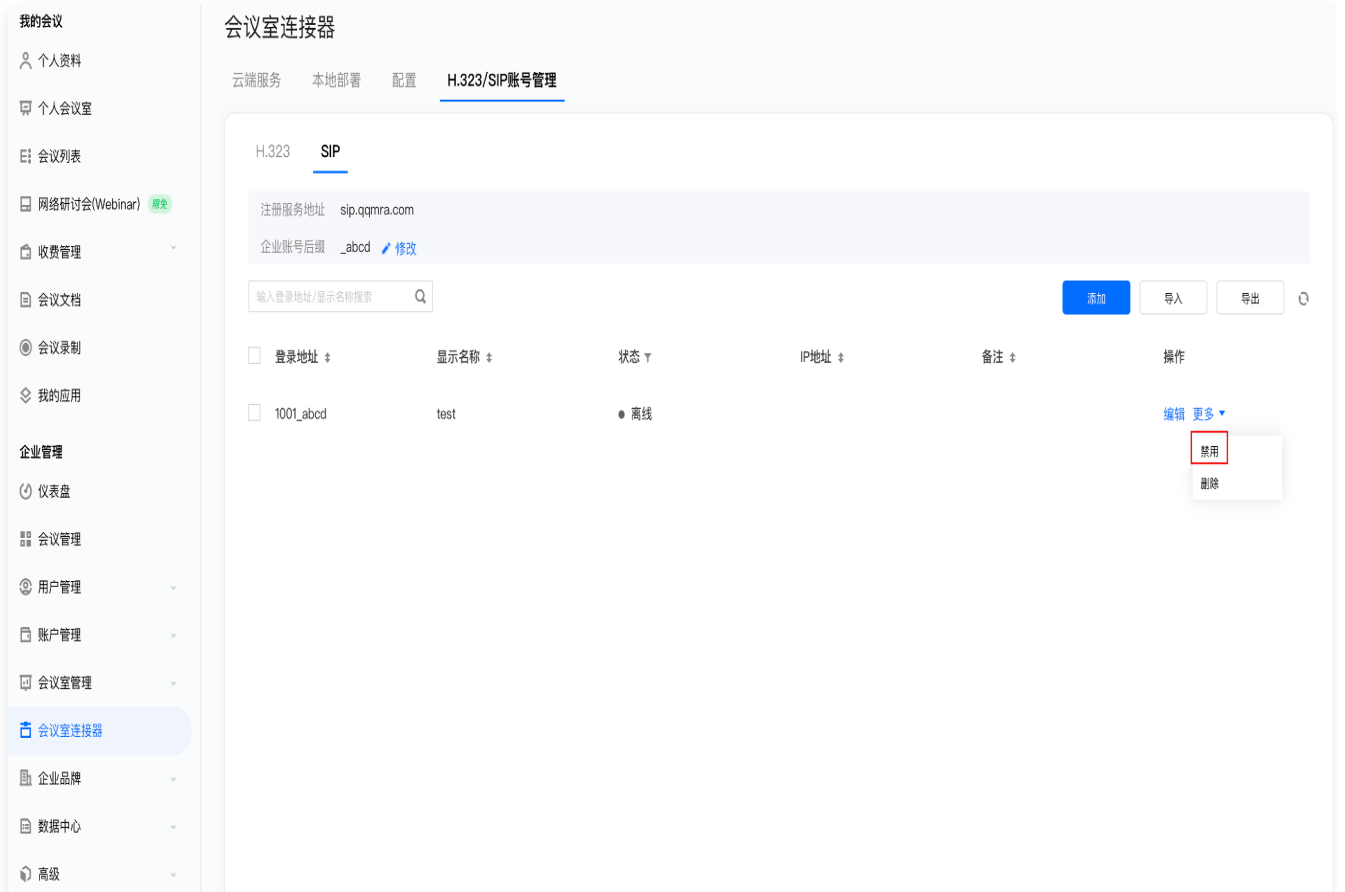 我的会议
个人资料
个人会议室
会议列表
网络研讨会(Webinar) 限免
收费管理
会议文档
会议录制
我的应用
企业管理
仪表盘
会议管理
用户管理
账户管理
会议室管理
会议室连接器
企业品牌
数据中心
高级
会议室连接器
云端服务 本地部署 配置 H.323/SIP账号管理
H.323 SIP
注册服务地址 sip.qqmra.com
企业账号后缀 _abcd 修改
输入登录地址/显示名称搜索 添加 导入 导出
登录地址 显示名称 状态 IP地址 备注 操作
1001_abcd test 离线 编辑 更多
禁用
删除